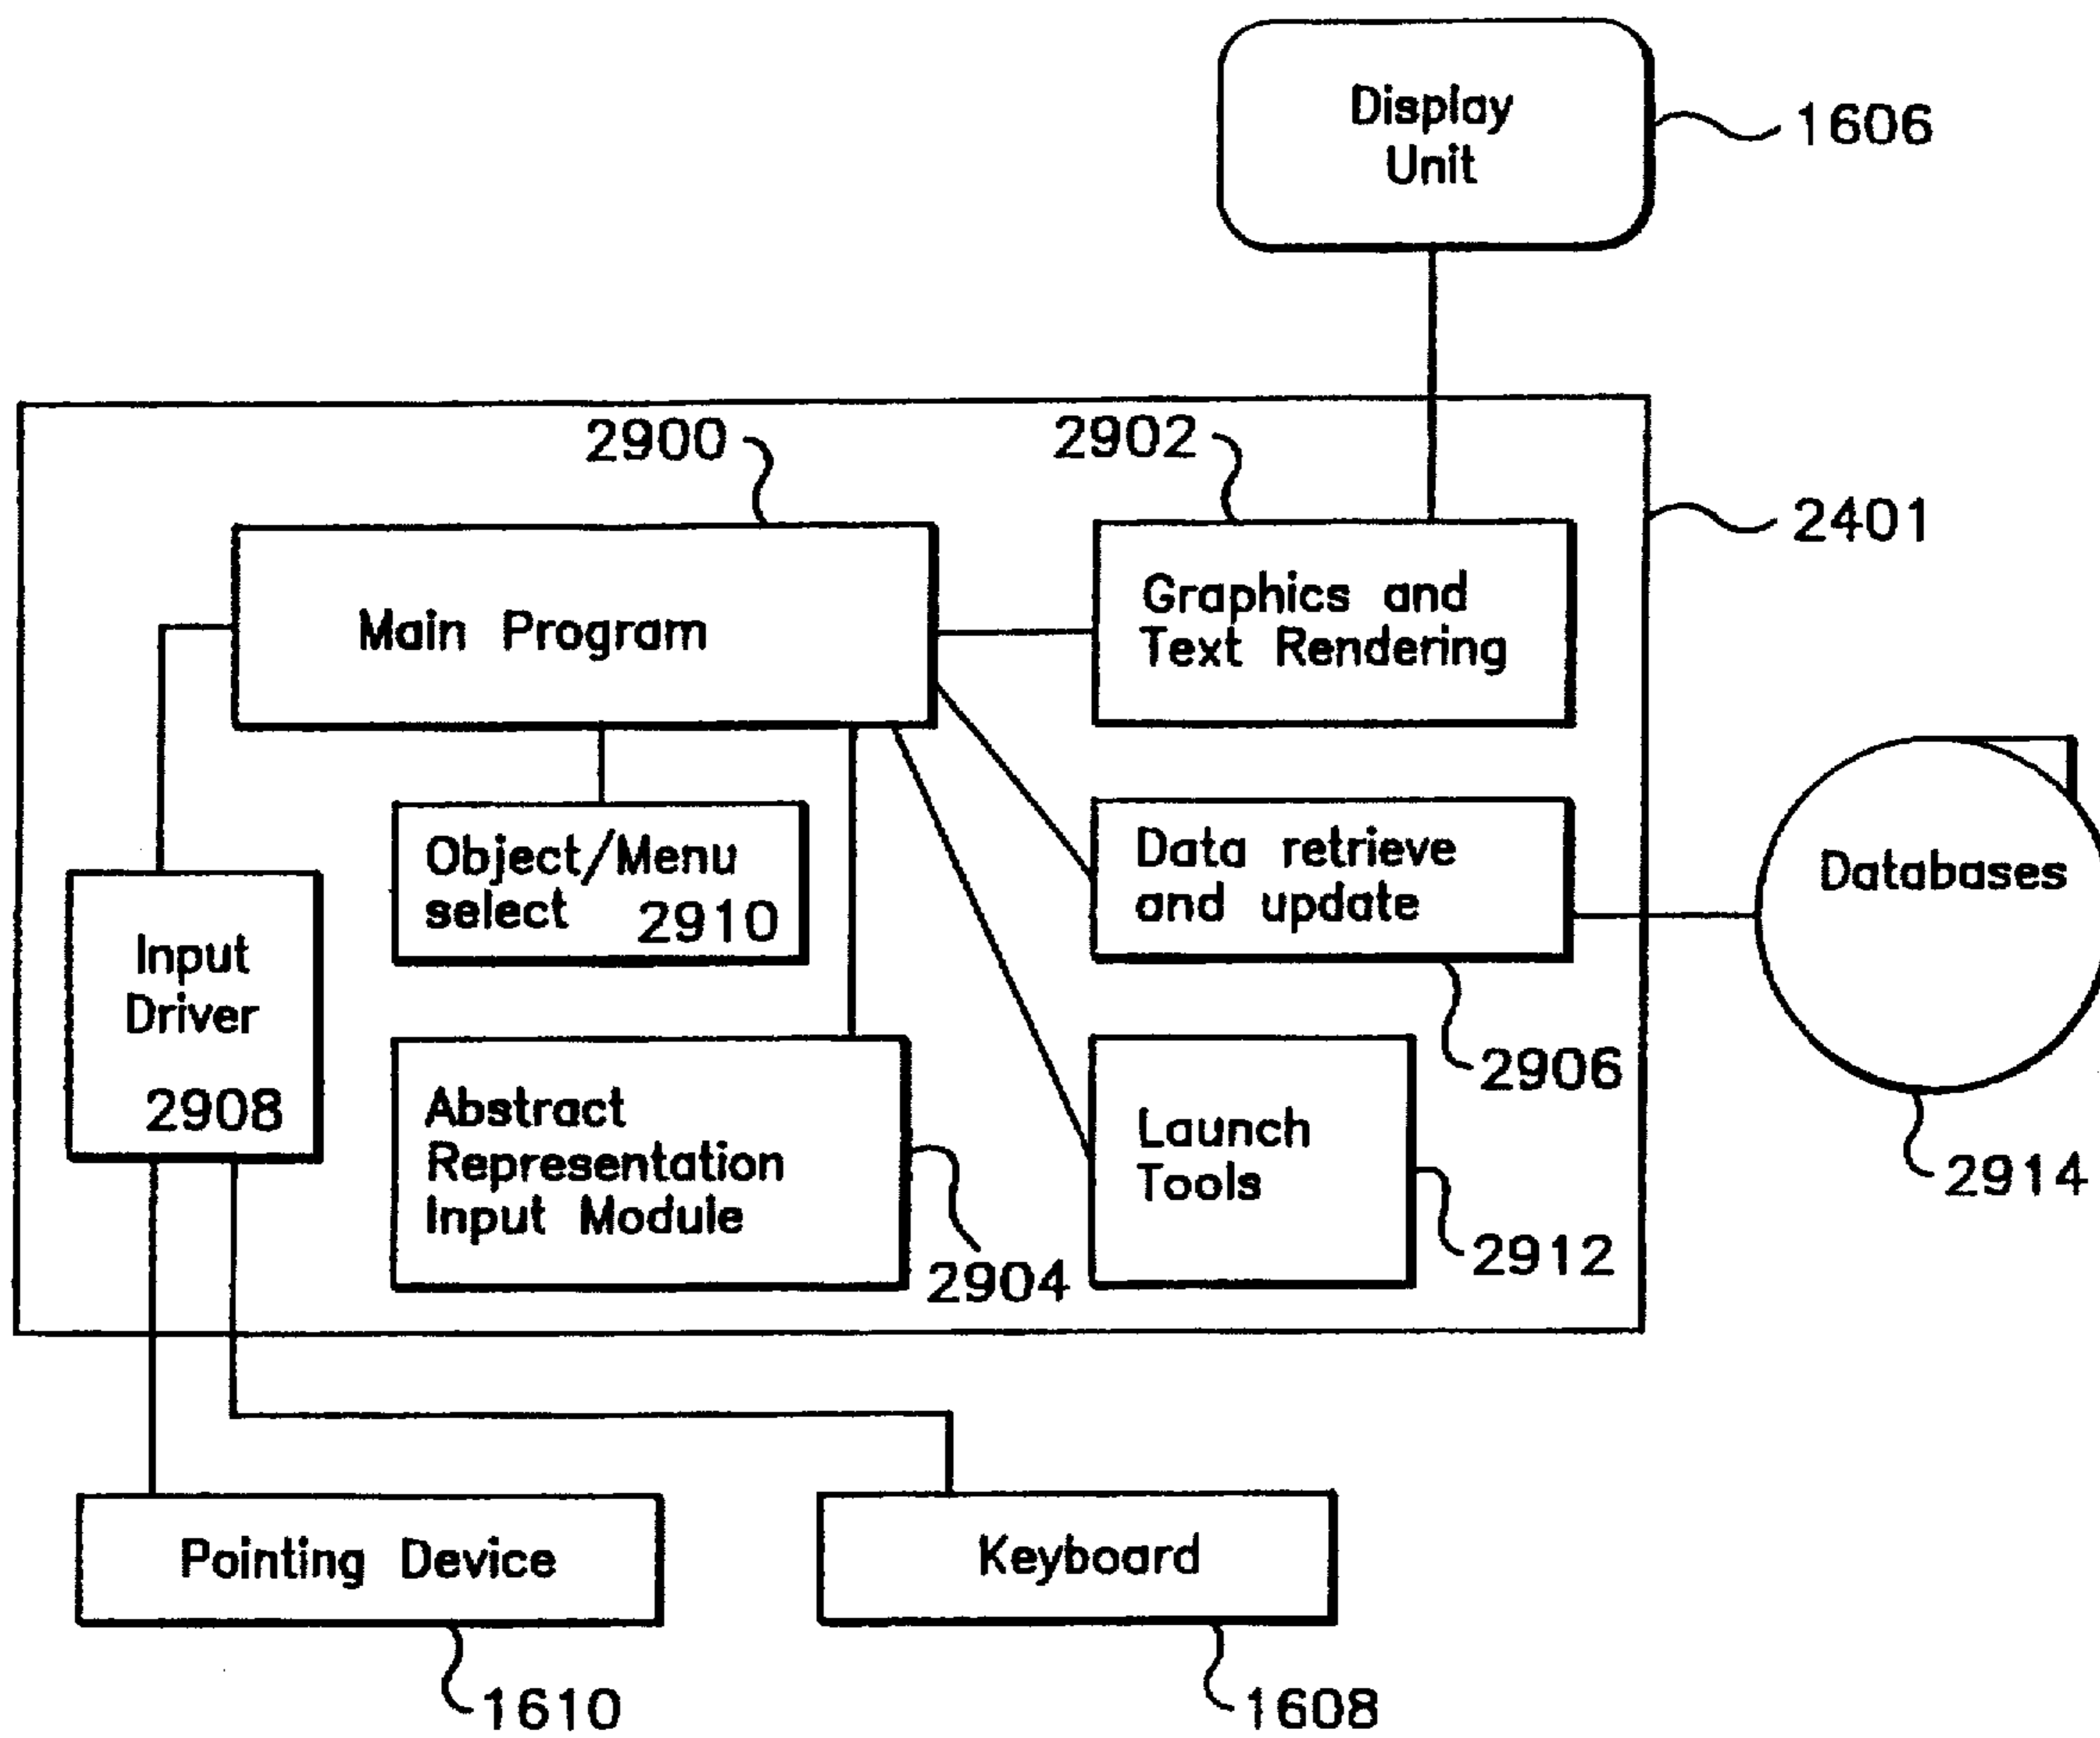 Display
Unit
1606
2900
2902
2401
Main Program
Graphics and
Text Rendering
Object/Menu
select 2910
Data retrieve
and update
Databases
Input
Driver
2908
2906
Abstract
Representation
Input Module
2904
Launch
Tools
2912
2914
Pointing Device
Keyboard
1610
1608